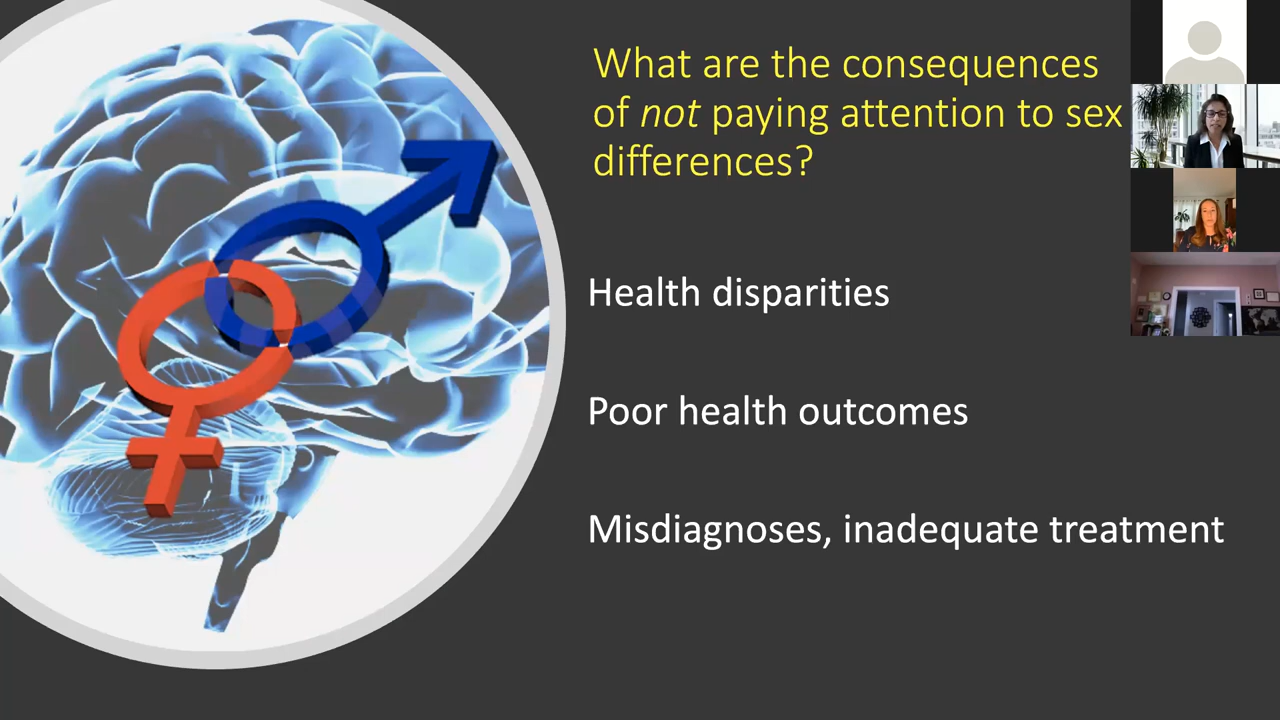 What are the consequences
of not paying attention to sex
differences?
Health disparities
Poor health outcomes
Misdiagnoses, inadequate treatment